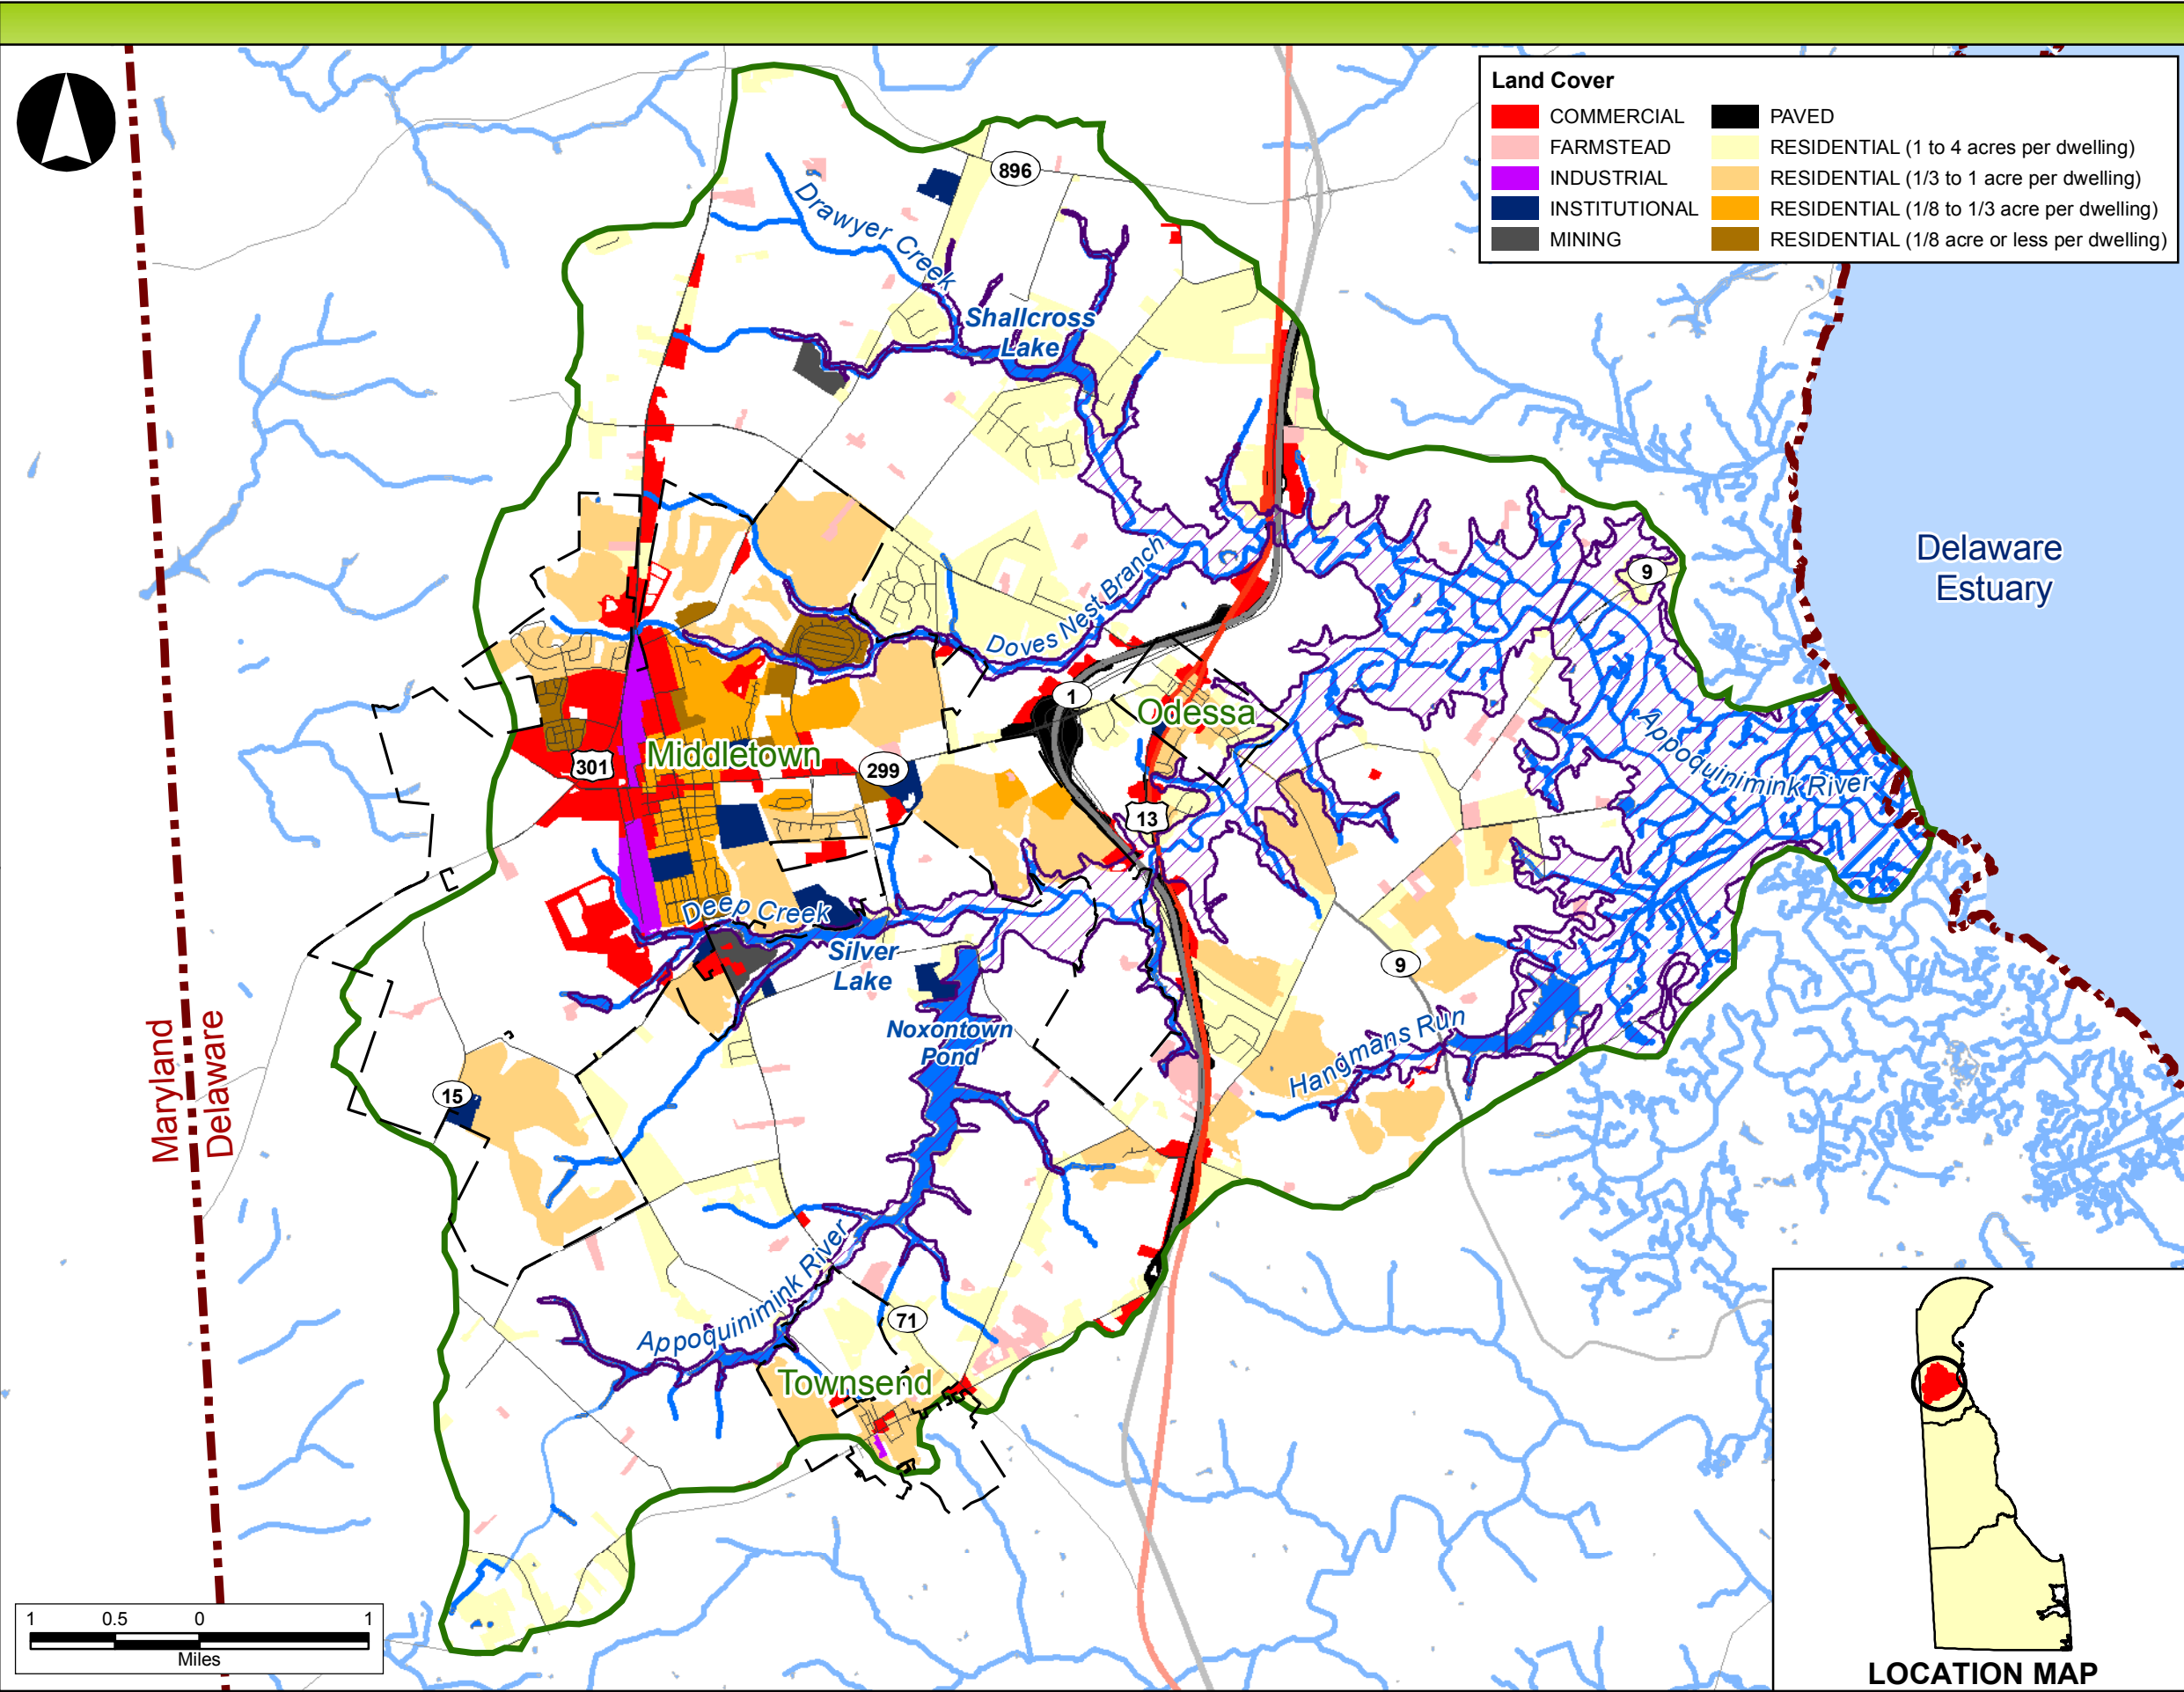 Land Cover
COMMERCIAL
FARMSTEAD
INDUSTRIAL
INSTITUTIONAL
MINING
PAVED
RESIDENTIAL (1 to 4 acres per dwelling)
RESIDENTIAL (1/3 to 1 acre per dwelling)
RESIDENTIAL (1/8 to 1/3 acre per dwelling)
RESIDENTIAL (1/8 acre or less per dwelling)
896
Drawyer Creek
Shallcross
Lake
Delaware
Estuary
9
Doves Nest Branch
1
Odessa
Middletown
301
299
Appoquinimink River
13
Deep Creek
Silver
Lake
9
Noxontown
Pond
Hangmans Run
Maryland
Delaware
15
Appoquinimink River
71
Townsend
1 0.5 0 1
Miles
LOCATION MAP